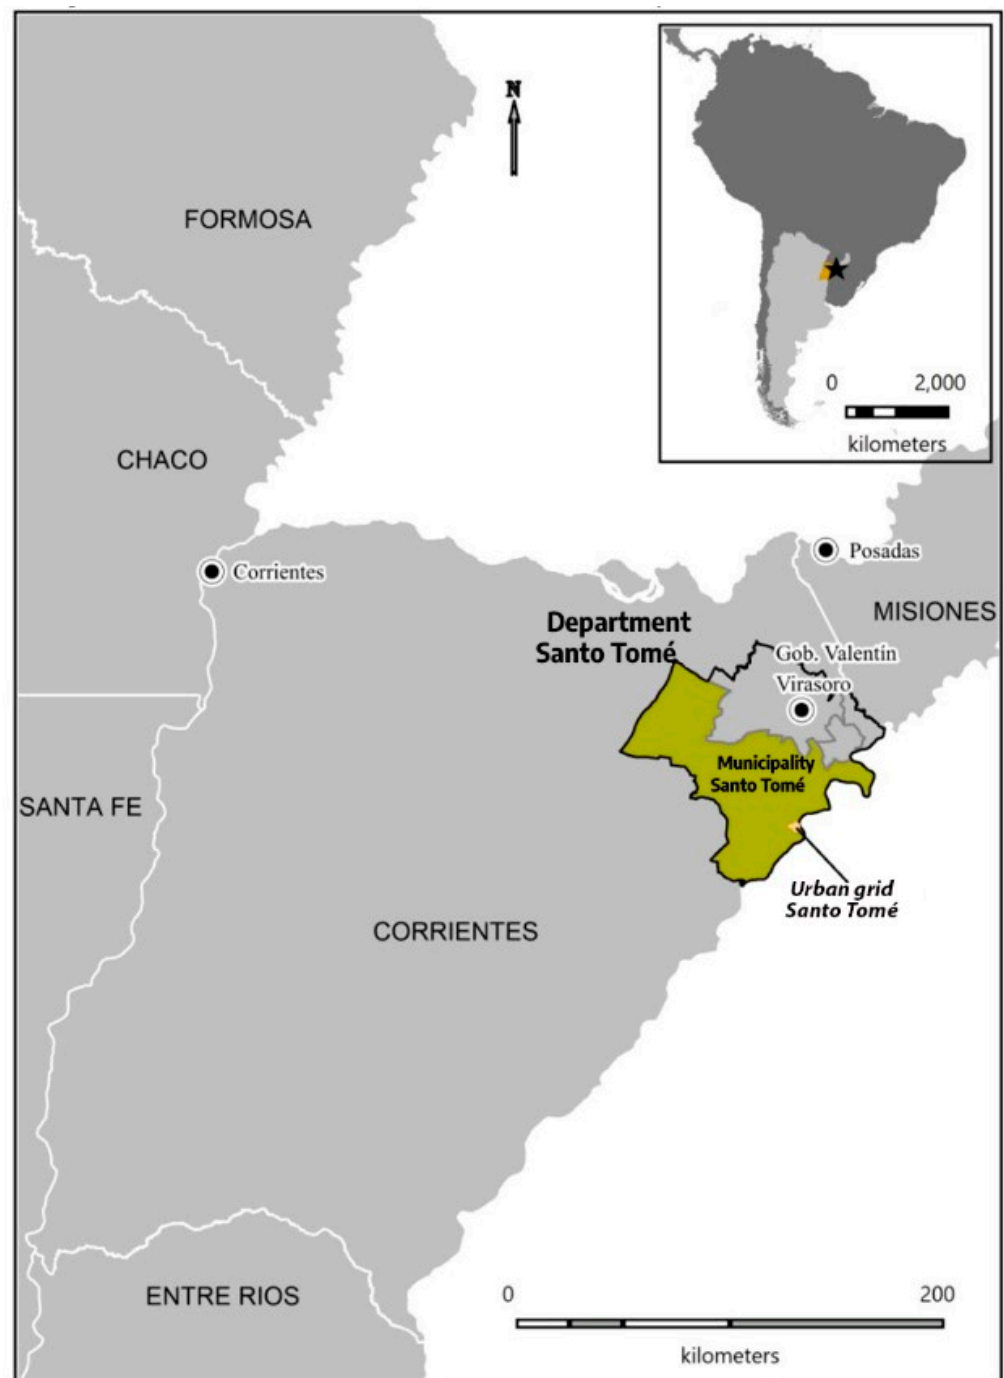 N
FORMOSA
0 2,000
kilometers
CHACO
Posadas
Corrientes
MISIONES
Department
Santo Tomé
Gob. Valentín
Virasoro
Municipality
Santo Tomé
SANTA FE
Urban grid
Santo Tomé
CORRIENTES
ENTRE RIOS
0 200
kilometers